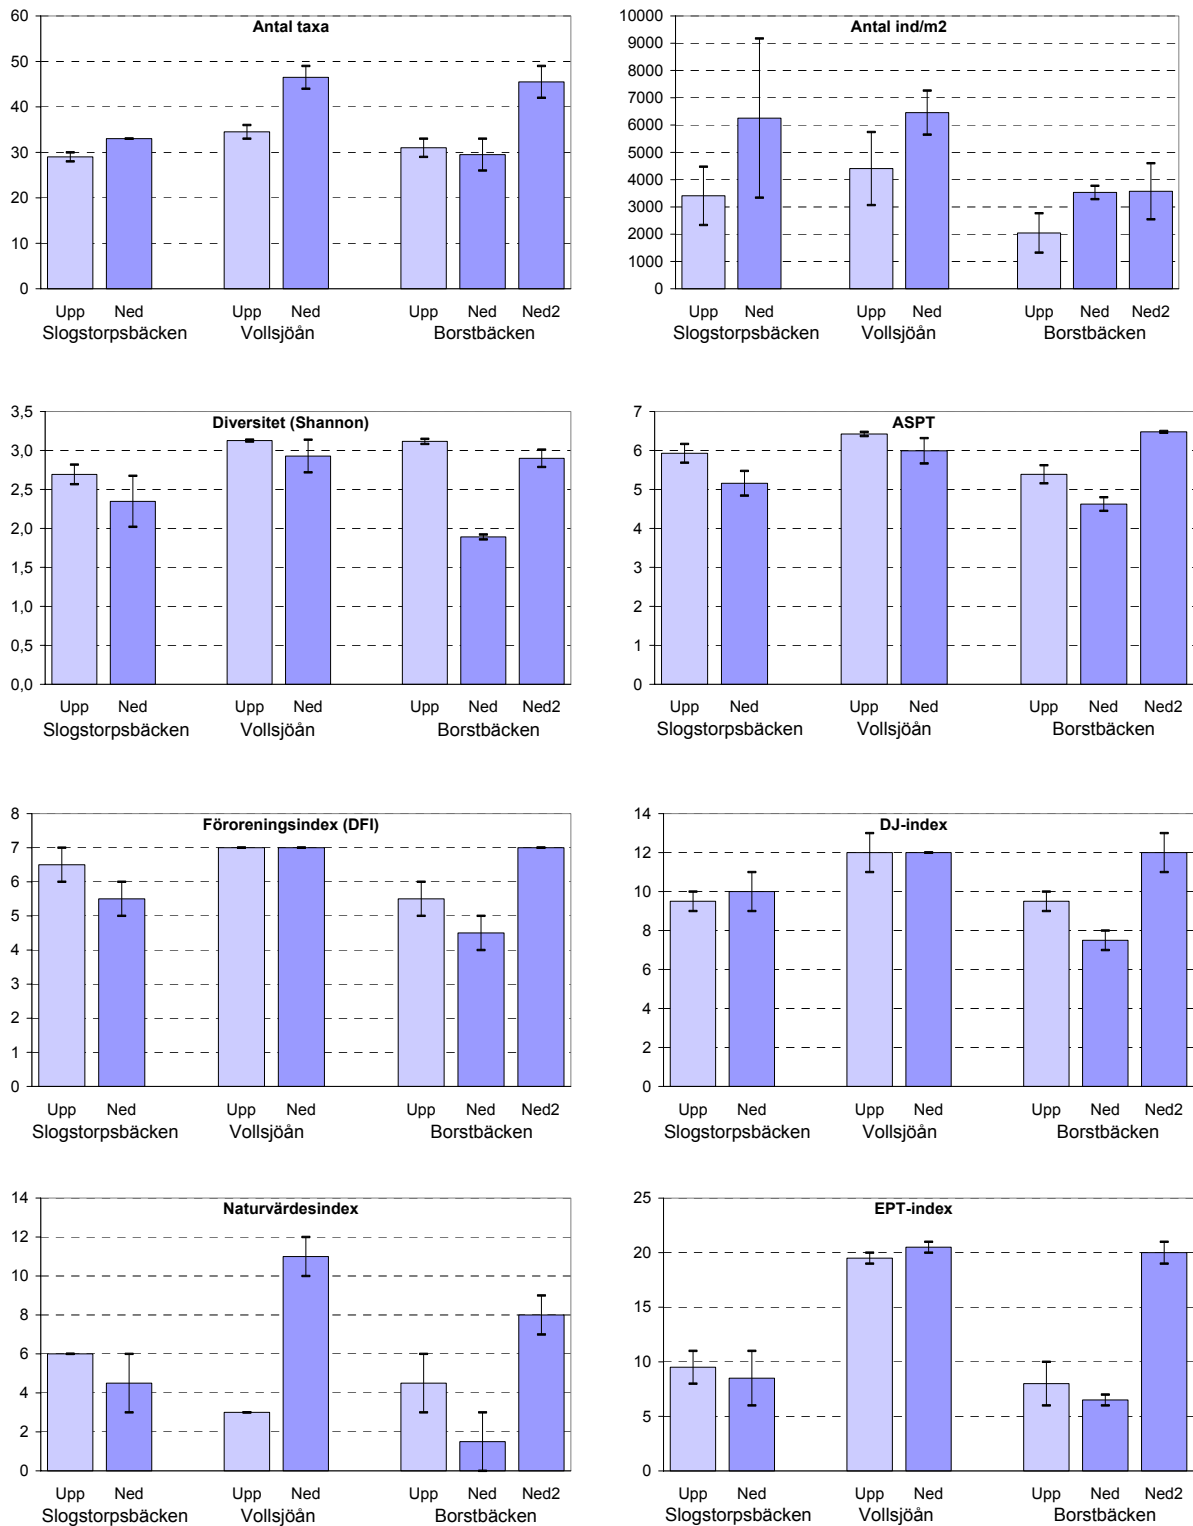 Antal taxa
60
50
40
30
20
10
0
Upp Ned Upp Ned Upp Ned Ned2
Slogstorpsbäcken Vollsjöån Borstbäcken
Antal ind/m2
10000
9000
8000
7000
6000
5000
4000
3000
2000
1000
0
Upp Ned Upp Ned Upp Ned Ned2
Slogstorpsbäcken Vollsjöån Borstbäcken
Diversitet (Shannon)
3,5
3,0
2,5
2,0
1,5
1,0
0,5
0,0
Upp Ned Upp Ned Upp Ned Ned2
Slogstorpsbäcken Vollsjöån Borstbäcken
ASPT
7
6
5
4
3
2
1
0
Upp Ned Upp Ned Upp Ned Ned2
Slogstorpsbäcken Vollsjöån Borstbäcken
Föroreningsindex (DFI)
8
7
6
5
4
3
2
1
0
Upp Ned Upp Ned Upp Ned Ned2
Slogstorpsbäcken Vollsjöån Borstbäcken
DJ-index
14
12
10
8
6
4
2
0
Upp Ned Upp Ned Upp Ned Ned2
Slogstorpsbäcken Vollsjöån Borstbäcken
Naturvärdesindex
14
12
10
8
6
4
2
0
Upp Ned Upp Ned Upp Ned Ned2
Slogstorpsbäcken Vollsjöån Borstbäcken
EPT-index
25
20
15
10
5
0
Upp Ned Upp Ned Upp Ned Ned2
Slogstorpsbäcken Vollsjöån Borstbäcken